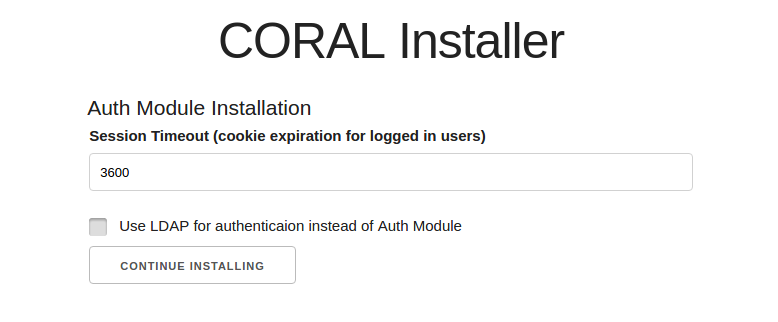 CORAL Installer
Auth Module Installation
Session Timeout (cookie expiration for logged in users)
3600
Use LDAP for authenticaion instead of Auth Module
CONTINUE INSTALLING